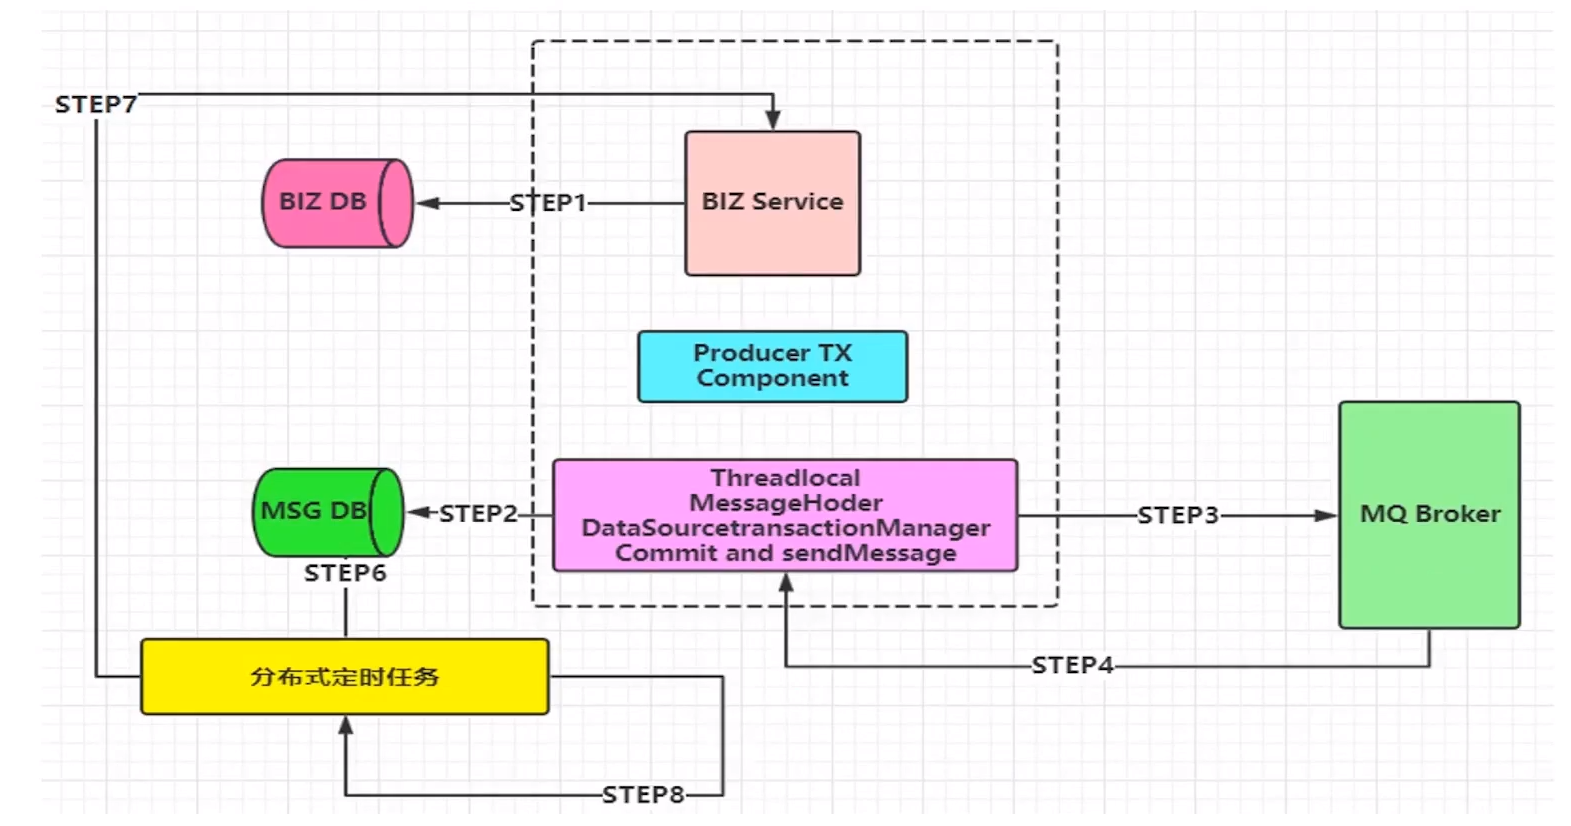 STEP7
BIZ DB
STEP1
BIZ Service
Producer TX
Component
MSG DB
STEP2
Threadlocal
MessageHoder
DataSourcetransactionManager
Commit and sendMessage
STEP3
MQ Broker
STEP6
STEP4
分布式定时任务
STEP8